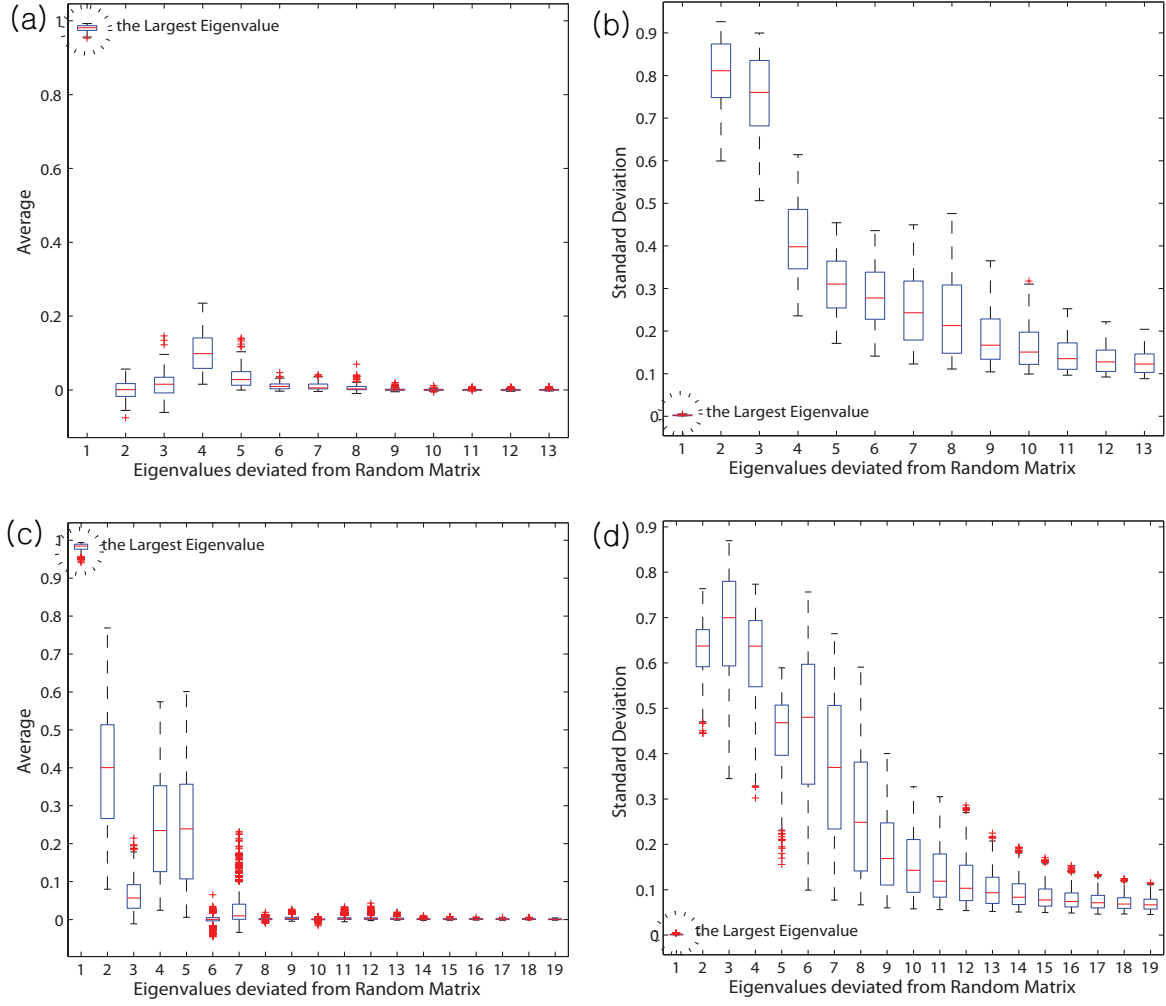 (a)
the Largest Eigenvalue
1
0.8
0.6
0.4
0.2
0
Average
1 2 3 4 5 6 7 8 9 10 11 12 13
Eigenvalues deviated from Random Matrix
(b)
0.9
0.8
0.7
0.6
0.5
0.4
0.3
0.2
0.1
0
Standard Deviation
the Largest Eigenvalue
1 2 3 4 5 6 7 8 9 10 11 12 13
Eigenvalues deviated from Random Matrix
(c)
the Largest Eigenvalue
1
0.9
0.8
0.7
0.6
0.5
0.4
0.3
0.2
0.1
0
Average
1 2 3 4 5 6 7 8 9 10 11 12 13 14 15 16 17 18 19
Eigenvalues deviated from Random Matrix
(d)
0.9
0.8
0.7
0.6
0.5
0.4
0.3
0.2
0.1
0
Standard Deviation
the Largest Eigenvalue
1 2 3 4 5 6 7 8 9 10 11 12 13 14 15 16 17 18 19
Eigenvalues deviated from Random Matrix